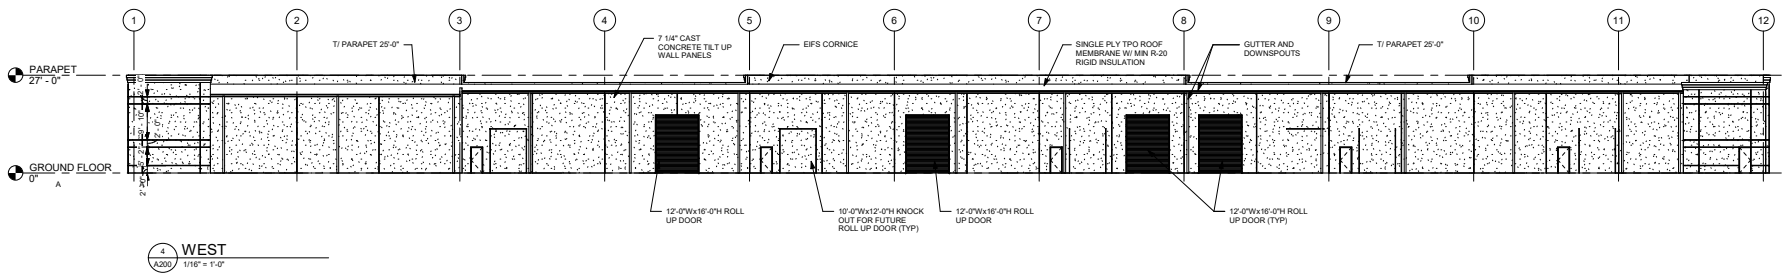 1 2 3 4 5 6 7 8 9 10 11 12
T/ PARAPET 25'-0"
7 1/4" CAST
CONCRETE TILT UP
WALL PANELS
EIFS CORNICE
SINGLE PLY TPO ROOF
MEMBRANE W/ MIN R-20
RIGID INSULATION
GUTTER AND
DOWNSPOUTS
T/ PARAPET 25'-0"
PARAPET
27' - 0"
GROUND FLOOR
0"
A
12'-0"Wx16'-0"H ROLL
UP DOOR
10'-0"Wx12'-0"H KNOCK
OUT FOR FUTURE
ROLL UP DOOR (TYP)
12'-0"Wx16'-0"H ROLL
UP DOOR
12'-0"Wx16'-0"H ROLL
UP DOOR (TYP)
4
A200
WEST
1/16" = 1'-0"